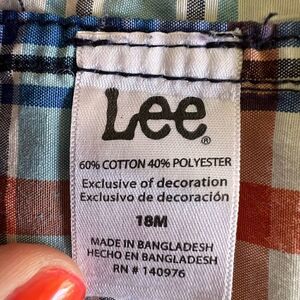 Lee®
60% COTTON 40% POLYESTER
Exclusive of decoration
Exclusivo de decoración
18M
MADE IN BANGLADESH
HECHO EN BANGLADESH
RN # 140976